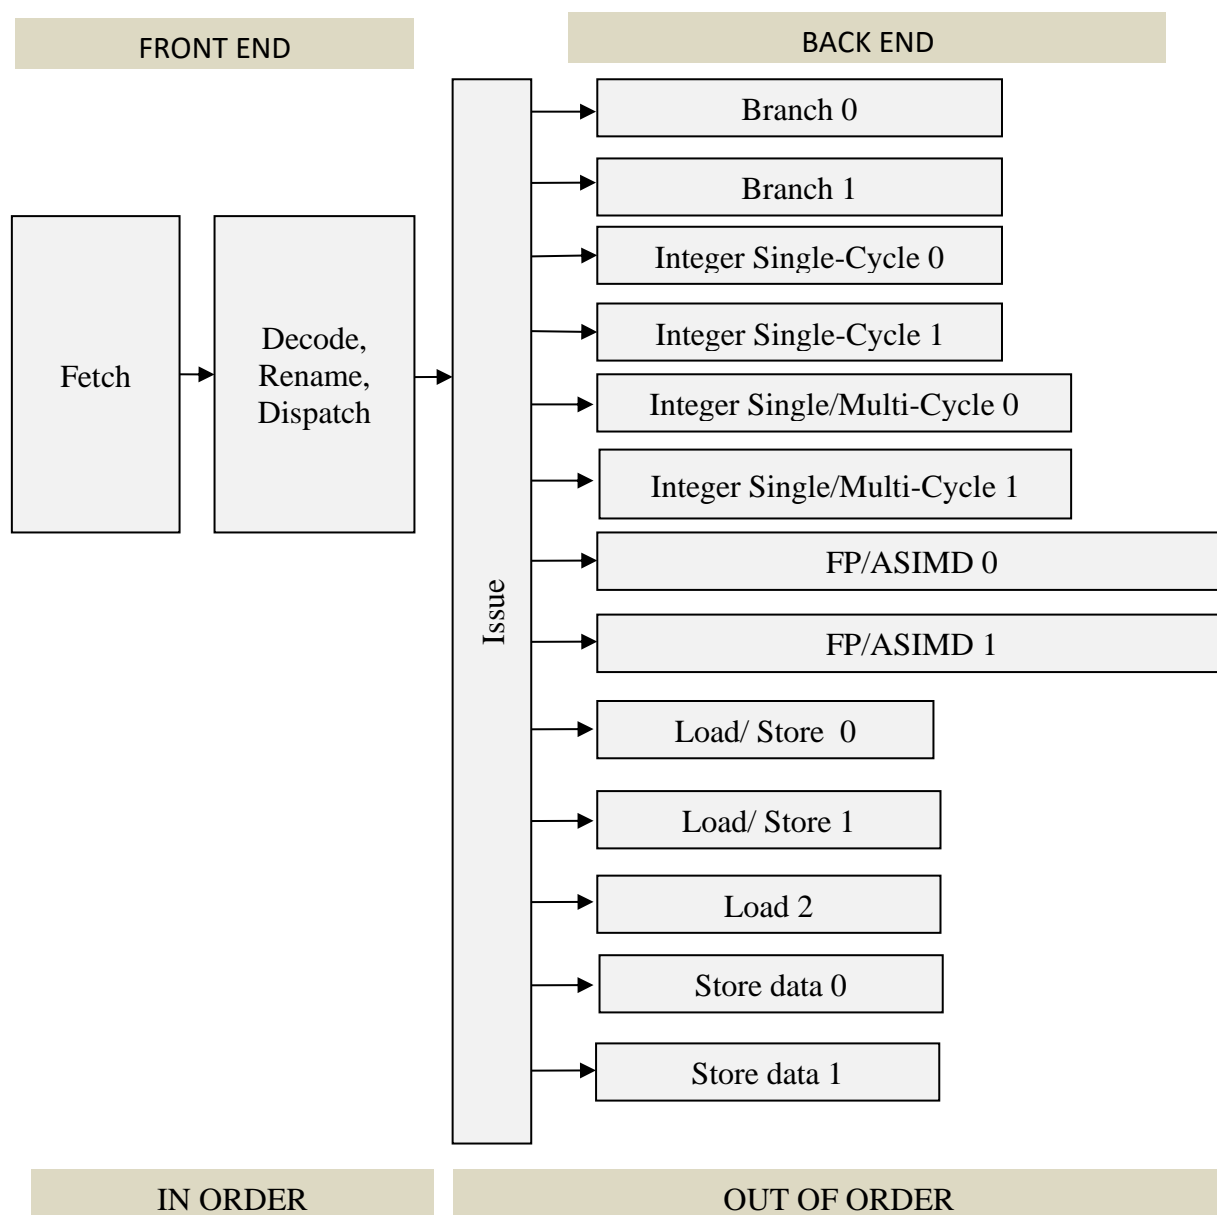 FRONT END
BACK END
Fetch
Decode,
Rename,
Dispatch
Issue
Branch 0
Branch 1
Integer Single-Cycle 0
Integer Single-Cycle 1
Integer Single/Multi-Cycle 0
Integer Single/Multi-Cycle 1
FP/ASIMD 0
FP/ASIMD 1
Load/ Store  0
Load/ Store 1
Load 2
Store data 0
Store data 1
IN ORDER
OUT OF ORDER